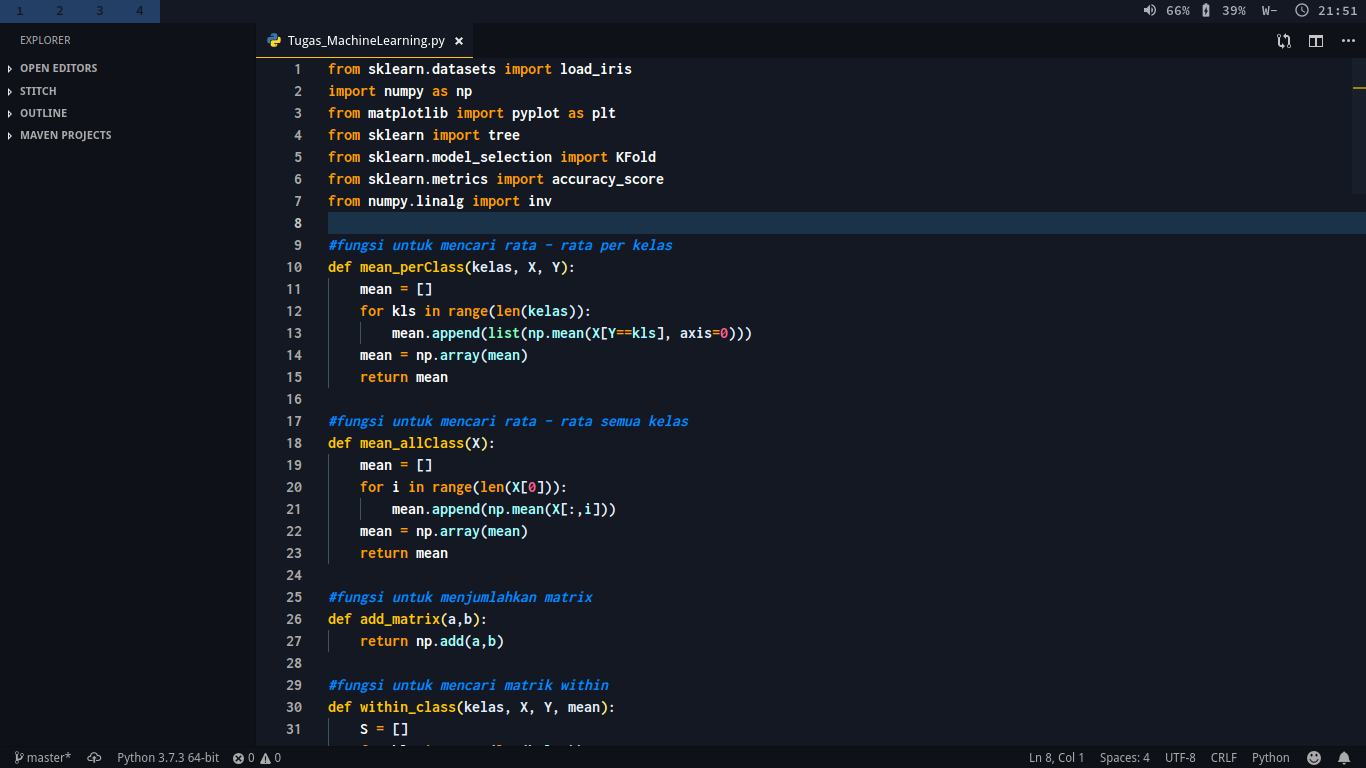 1 2 3 4
66% 39% W- 21:51
EXPLORER
OPEN EDITORS
STITCH
OUTLINE
MAVEN PROJECTS
Tugas_MachineLearning.py ×
1 from sklearn.datasets import load_iris
2 import numpy as np
3 from matplotlib import pyplot as plt
4 from sklearn import tree
5 from sklearn.model_selection import KFold
6 from sklearn.metrics import accuracy_score
7 from numpy.linalg import inv
8
9 #fungsi untuk mencari rata - rata per kelas
10 def mean_perClass(kelas, X, Y):
11 mean = []
12 for kls in range(len(kelas)):
13 mean.append(list(np.mean(X[Y==kls], axis=0)))
14 mean = np.array(mean)
15 return mean
16
17 #fungsi untuk mencari rata - rata semua kelas
18 def mean_allClass(X):
19 mean = []
20 for i in range(len(X[0])):
21 mean.append(np.mean(X[:,i]))
22 mean = np.array(mean)
23 return mean
24
25 #fungsi untuk menjumlahkan matrix
26 def add_matrix(a,b):
27 return np.add(a,b)
28
29 #fungsi untuk mencari matrik within
30 def within_class(kelas, X, Y, mean):
31 S = []
master* Python 3.7.3 64-bit 0 0 Ln 8, Col 1 Spaces: 4 UTF-8 CRLF Python